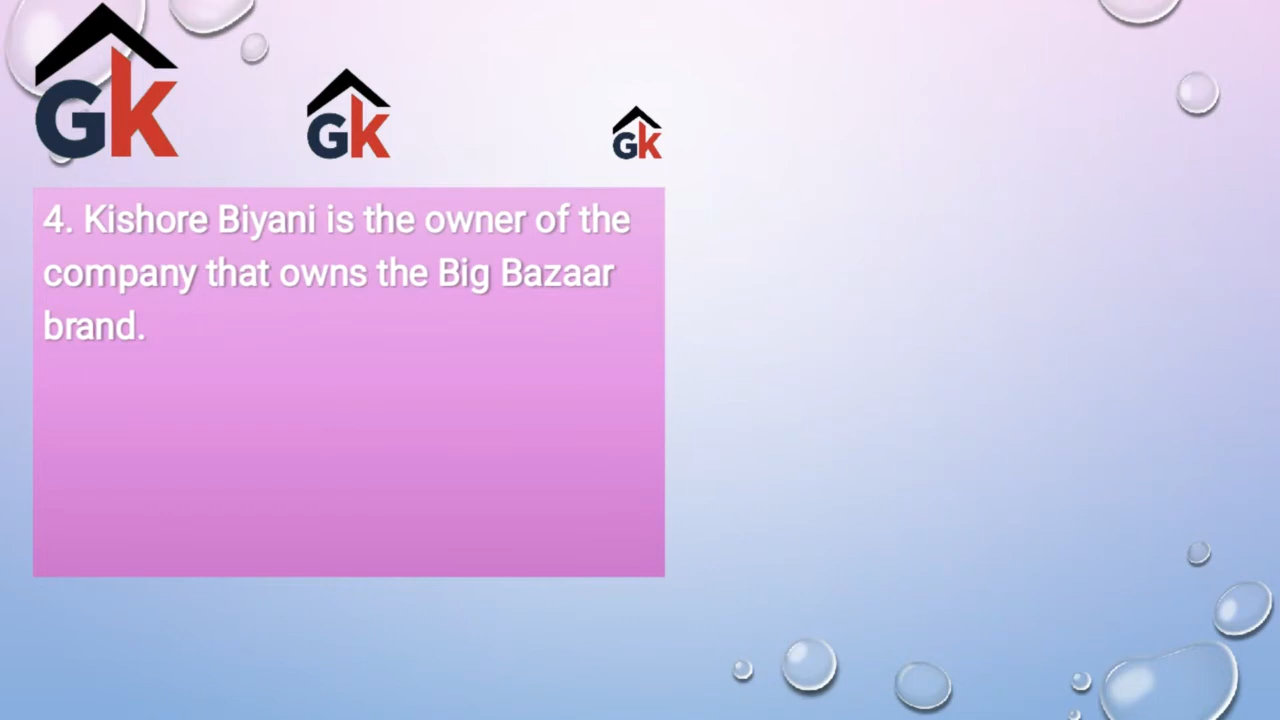 Gk Gk Gk
4. Kishore Biyani is the owner of the
company that owns the Big Bazaar
brand.